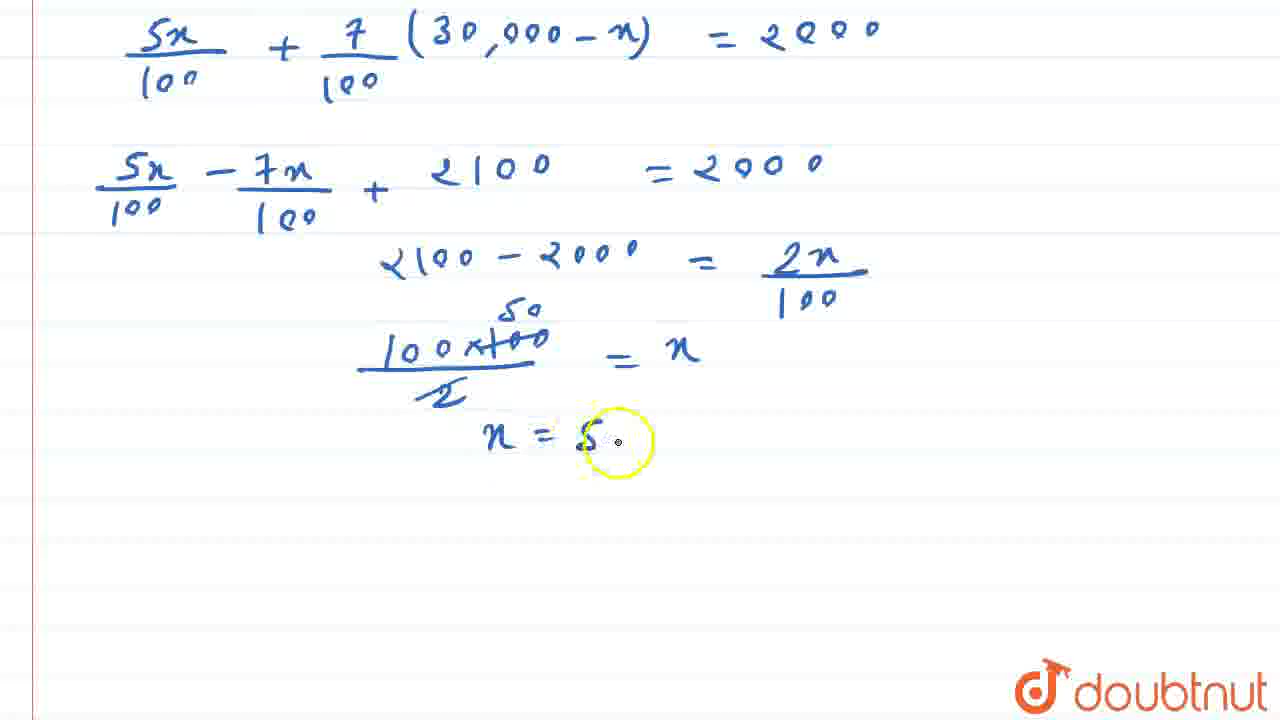 5x/100 + 7/100 (30,000 - x) = 2000
5x/100 - 7x/100 + 2100 = 2000
2100 - 2000 = 2x/100
50
100×100/2 = x
x = 5
doubtnut